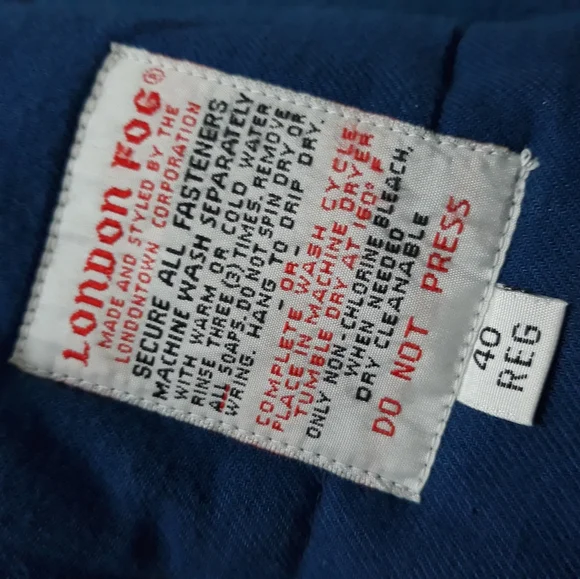 LONDON FOG®
MADE AND STYLED BY THE
LONDONTOWN CORPORATION
SECURE ALL FASTENERS
MACHINE WASH SEPARATELY
WITH WARM OR COLD WATER
RINSE THREE (3) TIMES. REMOVE
ALL SOAPS. DO NOT SPIN DRY OR
WRING. HANG TO DRIP DRY
- OR -
COMPLETE WASH CYCLE
PLACE IN MACHINE DRYER
TUMBLE DRY AT 160° F
ONLY NON-CHLORINE BLEACH,
WHEN NEEDED
DRY CLEANABLE
DO NOT PRESS
40
REG